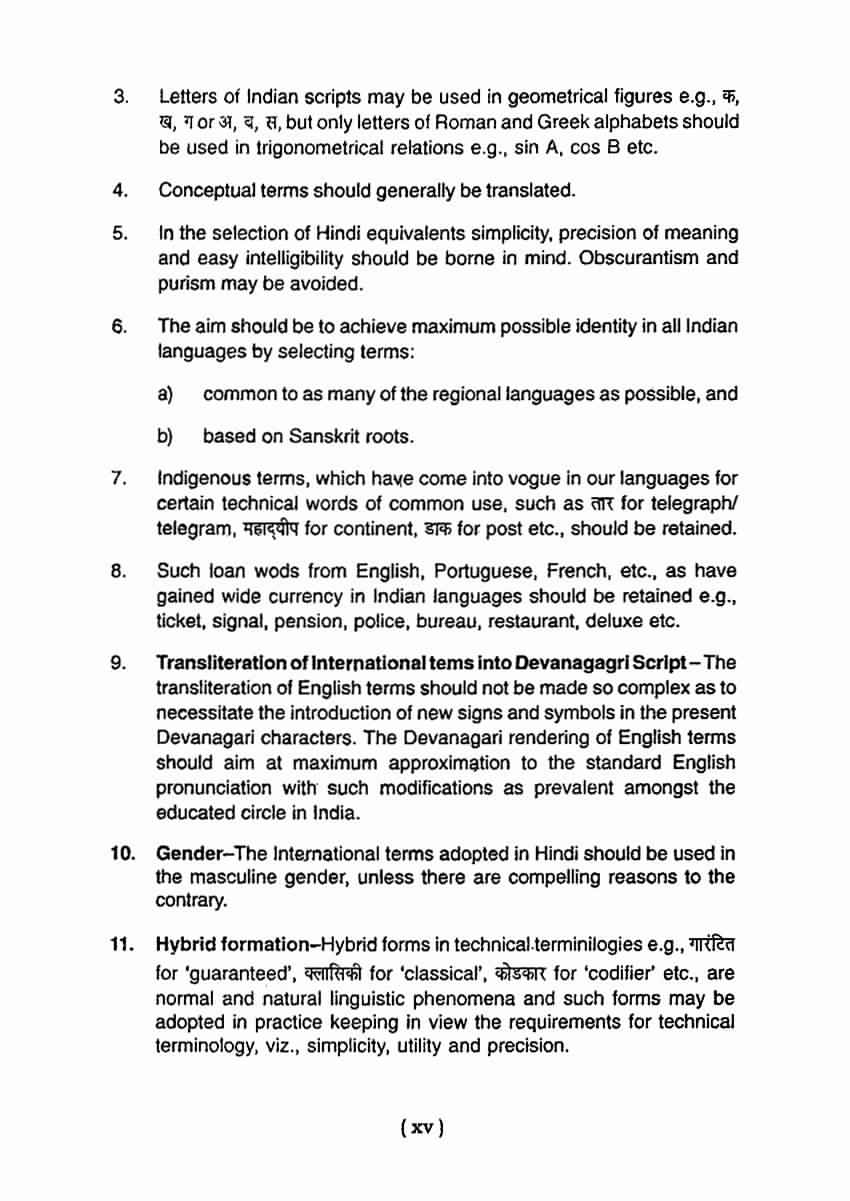 3. Letters of Indian scripts may be used in geometrical figures e.g., क,
ख, ग or अ, ब, स, but only letters of Roman and Greek alphabets should
be used in trigonometrical relations e.g., sin A, cos B etc.
4. Conceptual terms should generally be translated.
5. In the selection of Hindi equivalents simplicity, precision of meaning
and easy intelligibility should be borne in mind. Obscurantism and
purism may be avoided.
6. The aim should be to achieve maximum possible identity in all Indian
languages by selecting terms:
a) common to as many of the regional languages as possible, and
b) based on Sanskrit roots.
7. Indigenous terms, which have come into vogue in our languages for
certain technical words of common use, such as तार for telegraph/
telegram, महाद्वीप for continent, डाक for post etc., should be retained.
8. Such loan wods from English, Portuguese, French, etc., as have
gained wide currency in Indian languages should be retained e.g.,
ticket, signal, pension, police, bureau, restaurant, deluxe etc.
9. Transliteration of International tems into Devanagagri Script – The
transliteration of English terms should not be made so complex as to
necessitate the introduction of new signs and symbols in the present
Devanagari characters. The Devanagari rendering of English terms
should aim at maximum approximation to the standard English
pronunciation with such modifications as prevalent amongst the
educated circle in India.
10. Gender–The International terms adopted in Hindi should be used in
the masculine gender, unless there are compelling reasons to the
contrary.
11. Hybrid formation–Hybrid forms in technical terminilogies e.g., गारंटित
for 'guaranteed', क्लासिकी for 'classical', कोडकार for 'codifier' etc., are
normal and natural linguistic phenomena and such forms may be
adopted in practice keeping in view the requirements for technical
terminology, viz., simplicity, utility and precision.
( xv )